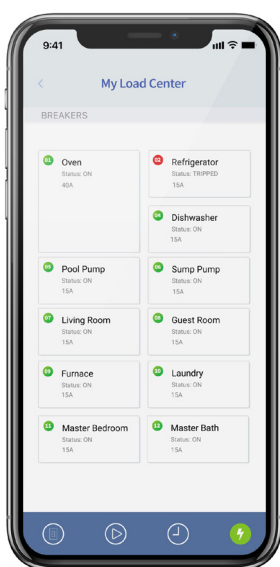 9:41
My Load Center
BREAKERS
01 Oven
Status: ON
40A
02 Refrigerator
Status: TRIPPED
15A
04 Dishwasher
Status: ON
15A
05 Pool Pump
Status: ON
15A
06 Sump Pump
Status: ON
15A
07 Living Room
Status: ON
15A
08 Guest Room
Status: ON
15A
09 Furnace
Status: ON
15A
10 Laundry
Status: ON
15A
11 Master Bedroom
Status: ON
15A
12 Master Bath
Status: ON
15A